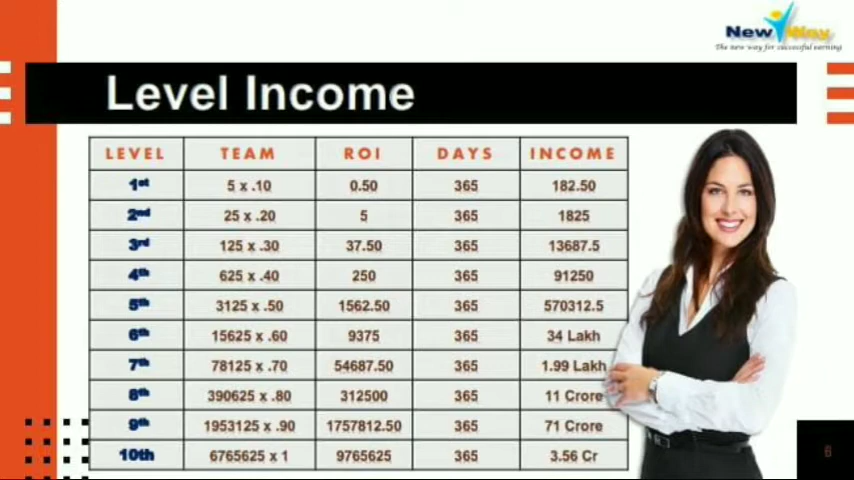 New Way
The new way for successful earning
Level Income
LEVEL TEAM ROI DAYS INCOME
1st 5 x .10 0.50 365 182.50
2nd 25 x .20 5 365 1825
3rd 125 x .30 37.50 365 13687.5
4th 625 x .40 250 365 91250
5th 3125 x .50 1562.50 365 570312.5
6th 15625 x .60 9375 365 34 Lakh
7th 78125 x .70 54687.50 365 1.99 Lakh
8th 390625 x .80 312500 365 11 Crore
9th 1953125 x .90 1757812.50 365 71 Crore
10th 6765625 x 1 9765625 365 3.56 Cr
6